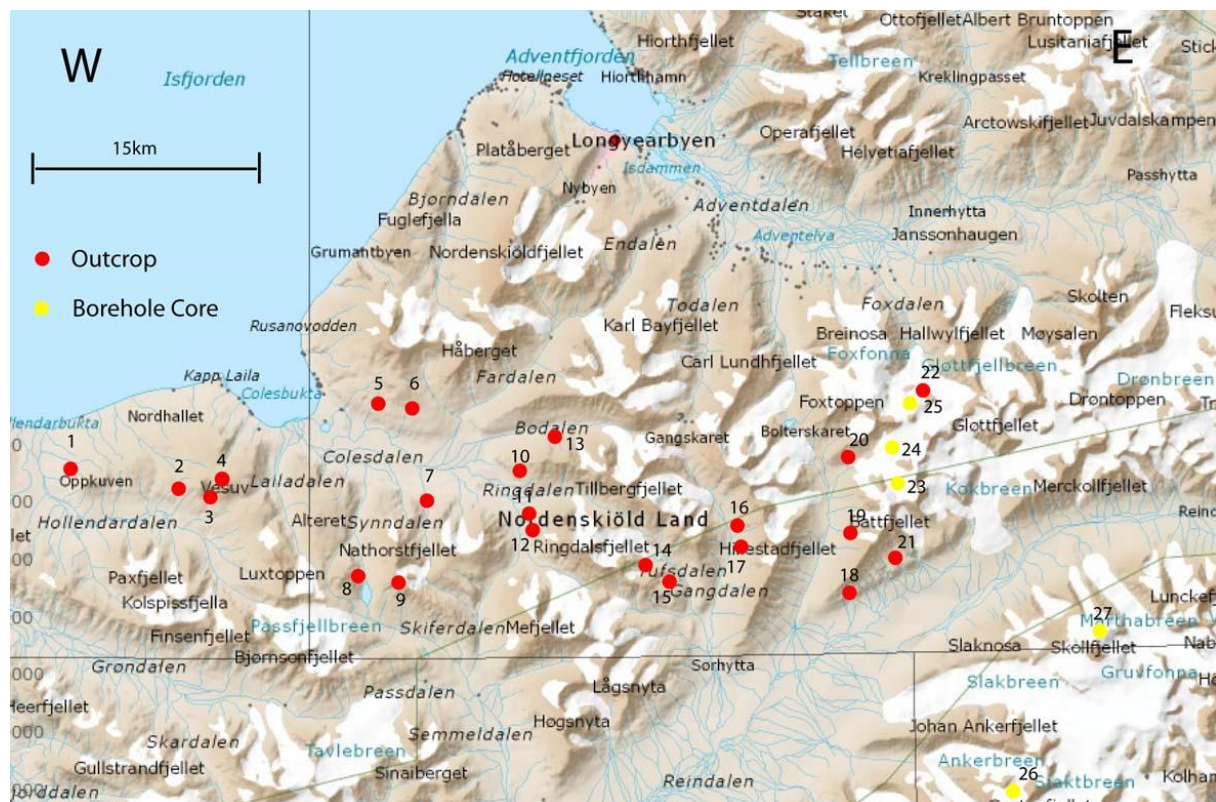 W
E
Isfjorden
15km
Outcrop
Borehole Core
Adventfjorden
Hotellneset
Hiorthhamn
Hiorthfjellet
Ottofjellet
Albert Bruntoppen
Lusitaniafjellet
Tellbreen
Kreklingpasset
Longyearbyen
Platåberget
Operafjellet
Arctowskifjellet
Juvdalskampen
Helvetiafjellet
Isdammen
Nybyen
Passhytta
Bjørndalen
Fuglefjella
Adventdalen
Innerhytta
Grumantbyen
Nordenskiöldfjellet
Endalen
Adventelva
Janssonhaugen
Rusanovodden
Todalen
Foxdalen
Skolten
Karl Bayfjellet
Breinosa
Hallwylfjellet
Møysalen
Håberget
Carl Lundhfjellet
Foxfonna
Glottfjellbreen
Kapp Laila
Fardalen
22
Drønbreen
Colesbukta
5
6
Foxtoppen
25
Drøntoppen
Nordhallet
Bødalen
13
Gangskaret
Bolterskaret
Glottfjellet
1
2
4
Colesdalen
20
24
Oppkuven
Vesuv
Lailadalen
7
10
Ringdalen
Tillbergfjellet
23
Kokbreen
Merckollfjellet
3
11
Hollendardalen
Alteret
Synndalen
Nordenskiöld Land
16
19
Battfjellet
Nathorstfjellet
12
Ringdalsfjellet
14
17
21
Paxfjellet
Luxtoppen
8
9
15
Tufsdalen
Gangdalen
18
Kolspissfjella
27
Marthabreen
Passfjellbreen
Skiferdalen
Mefjellet
Finsenfjellet
Slaknosa
Skollfjellet
Bjørnsonfjellet
Grøndalen
Sørhytta
Gruvfonna
Passdalen
Lågsnyta
Slakbreen
Høgsnyta
Johan Ankerfjellet
Skardalen
Semmeldalen
Tavlebreen
Ankerbreen
Gullstrandfjellet
Sinaiberget
Reindalen
26
Slaktbreen